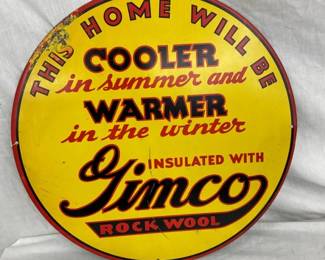 THIS HOME WILL BE
COOLER
in summer and
WARMER
in the winter
INSULATED WITH
Gimco
ROCK WOOL